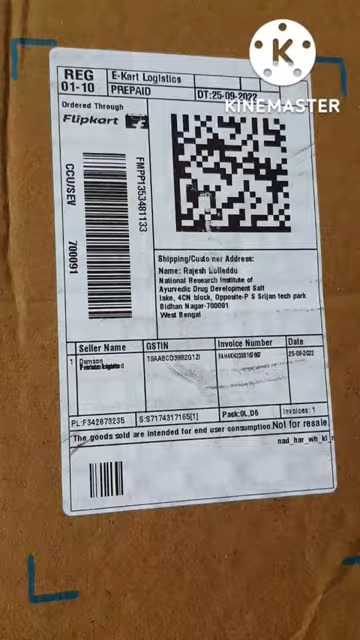 REG
01-10
E-Kart Logistics
PREPAID
DT:25-09-2022
KINEMASTER
Ordered Through
Flipkart
CCU/SEV 700091
FMPP1353481133
Shipping/Customer Address:
Name: Rajesh Bolleddu
National Research Institute of
Ayurvedic Drug Development Salt
lake, 4CN block, Opposite-P S Srijan tech park
Bidhan Nagar-700091
West Bengal
Seller Name GSTIN Invoice Number Date
1 25-09-2022
PL:F342873235 S:S7174317165[1] Pack:0L,06 Invoices: 1
The goods sold are intended for end user consumption.Not for resale
nad_har_wh_kl_n